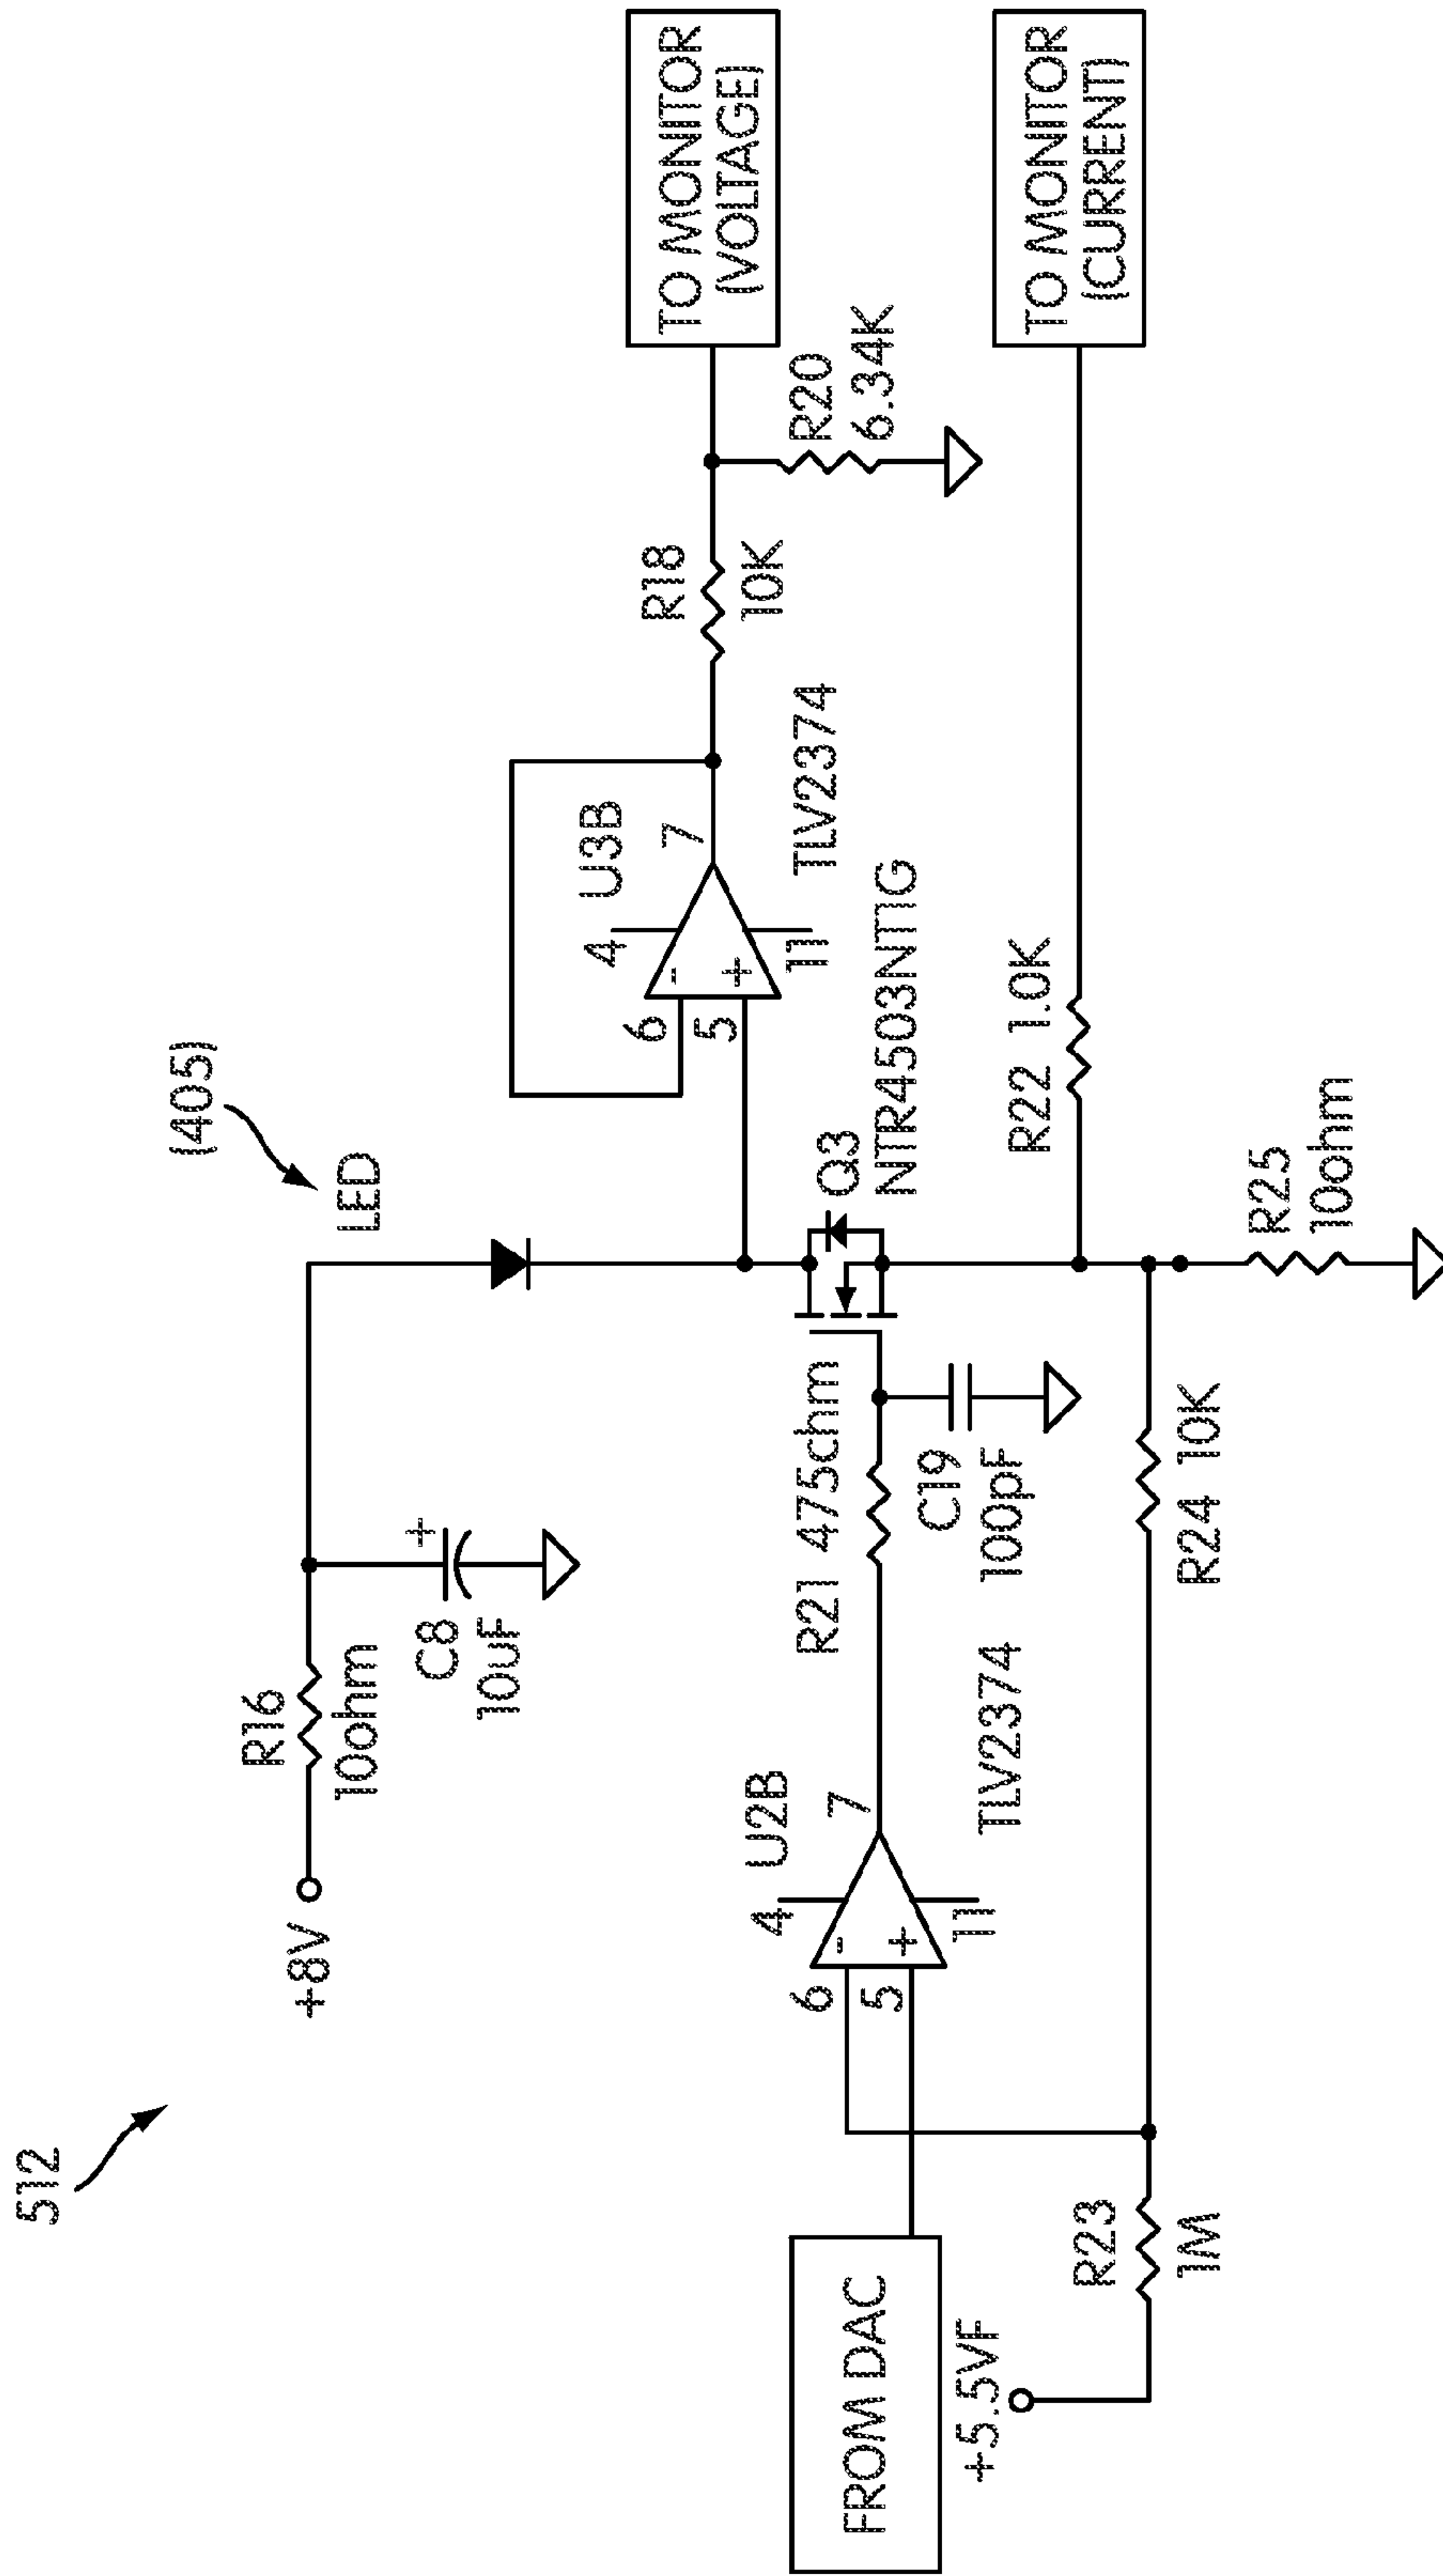 512
(405)
LED
+8V
R16
10ohm
C8
+
10uF
U3B
4
6
7
5
-
+
11
TLV2374
R18
10K
R20
6.34K
TO MONITOR
(VOLTAGE)
TO MONITOR
(CURRENT)
Q3
NTR4503NT1G
U2B
4
6
7
5
-
+
11
TLV2374
R21 475ohm
C19
100pF
R22 1.0K
R24 10K
R25
10ohm
FROM DAC
+5.5VF
R23
1M